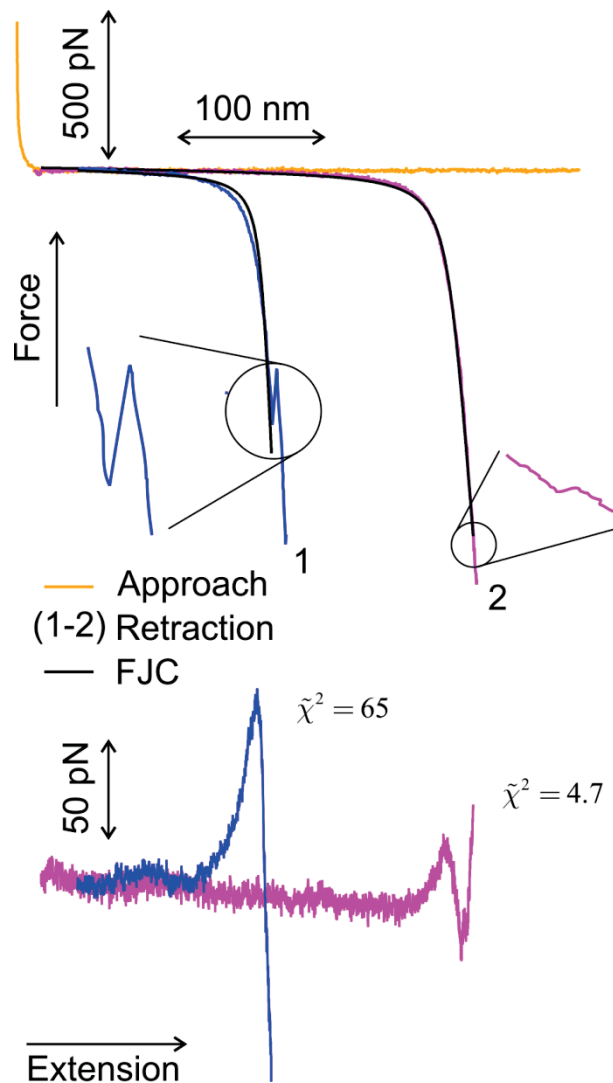 500 pN
100 nm
Force
1
2
Approach
(1-2) Retraction
FJC
χ̃² = 65
50 pN
χ̃² = 4.7
Extension